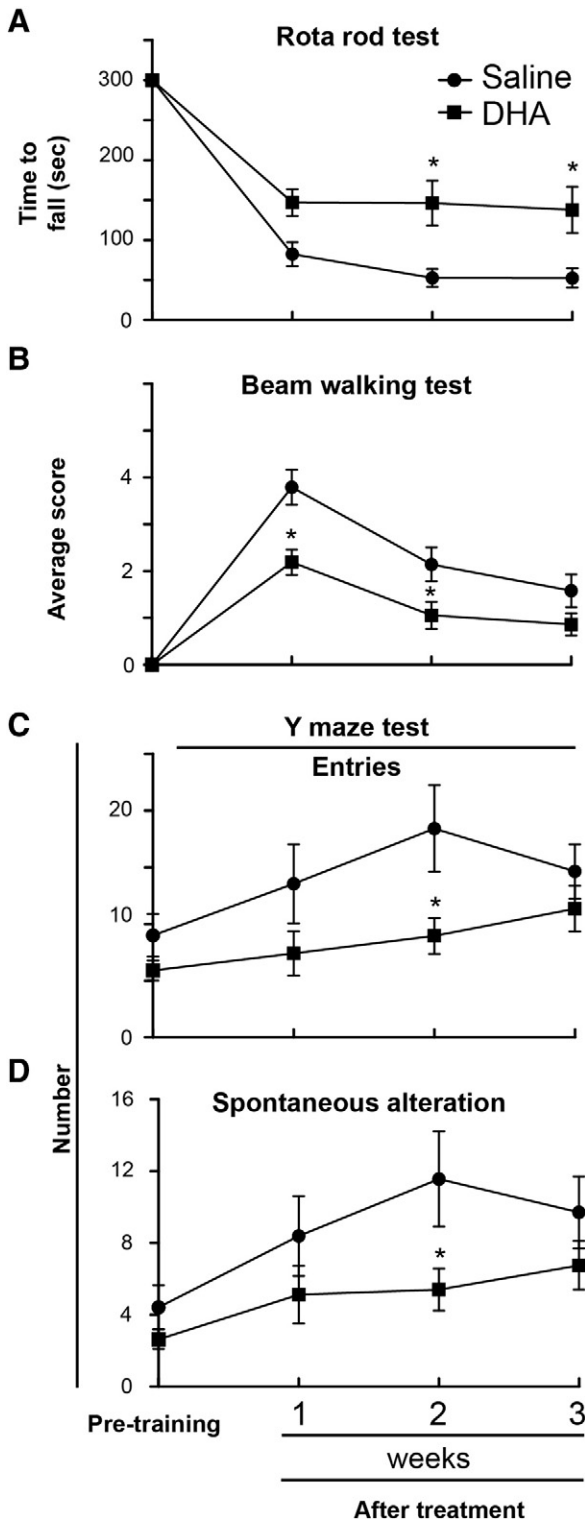 A
Rota rod test
Saline
DHA
Time to
fall (sec)
300
200
100
0
*
*
B
Beam walking test
Average score
4
2
0
*
*
C
Y maze test
Entries
20
10
0
*
Number
D
Spontaneous alteration
16
12
8
4
0
*
Pre-training
1 2 3
weeks
After treatment